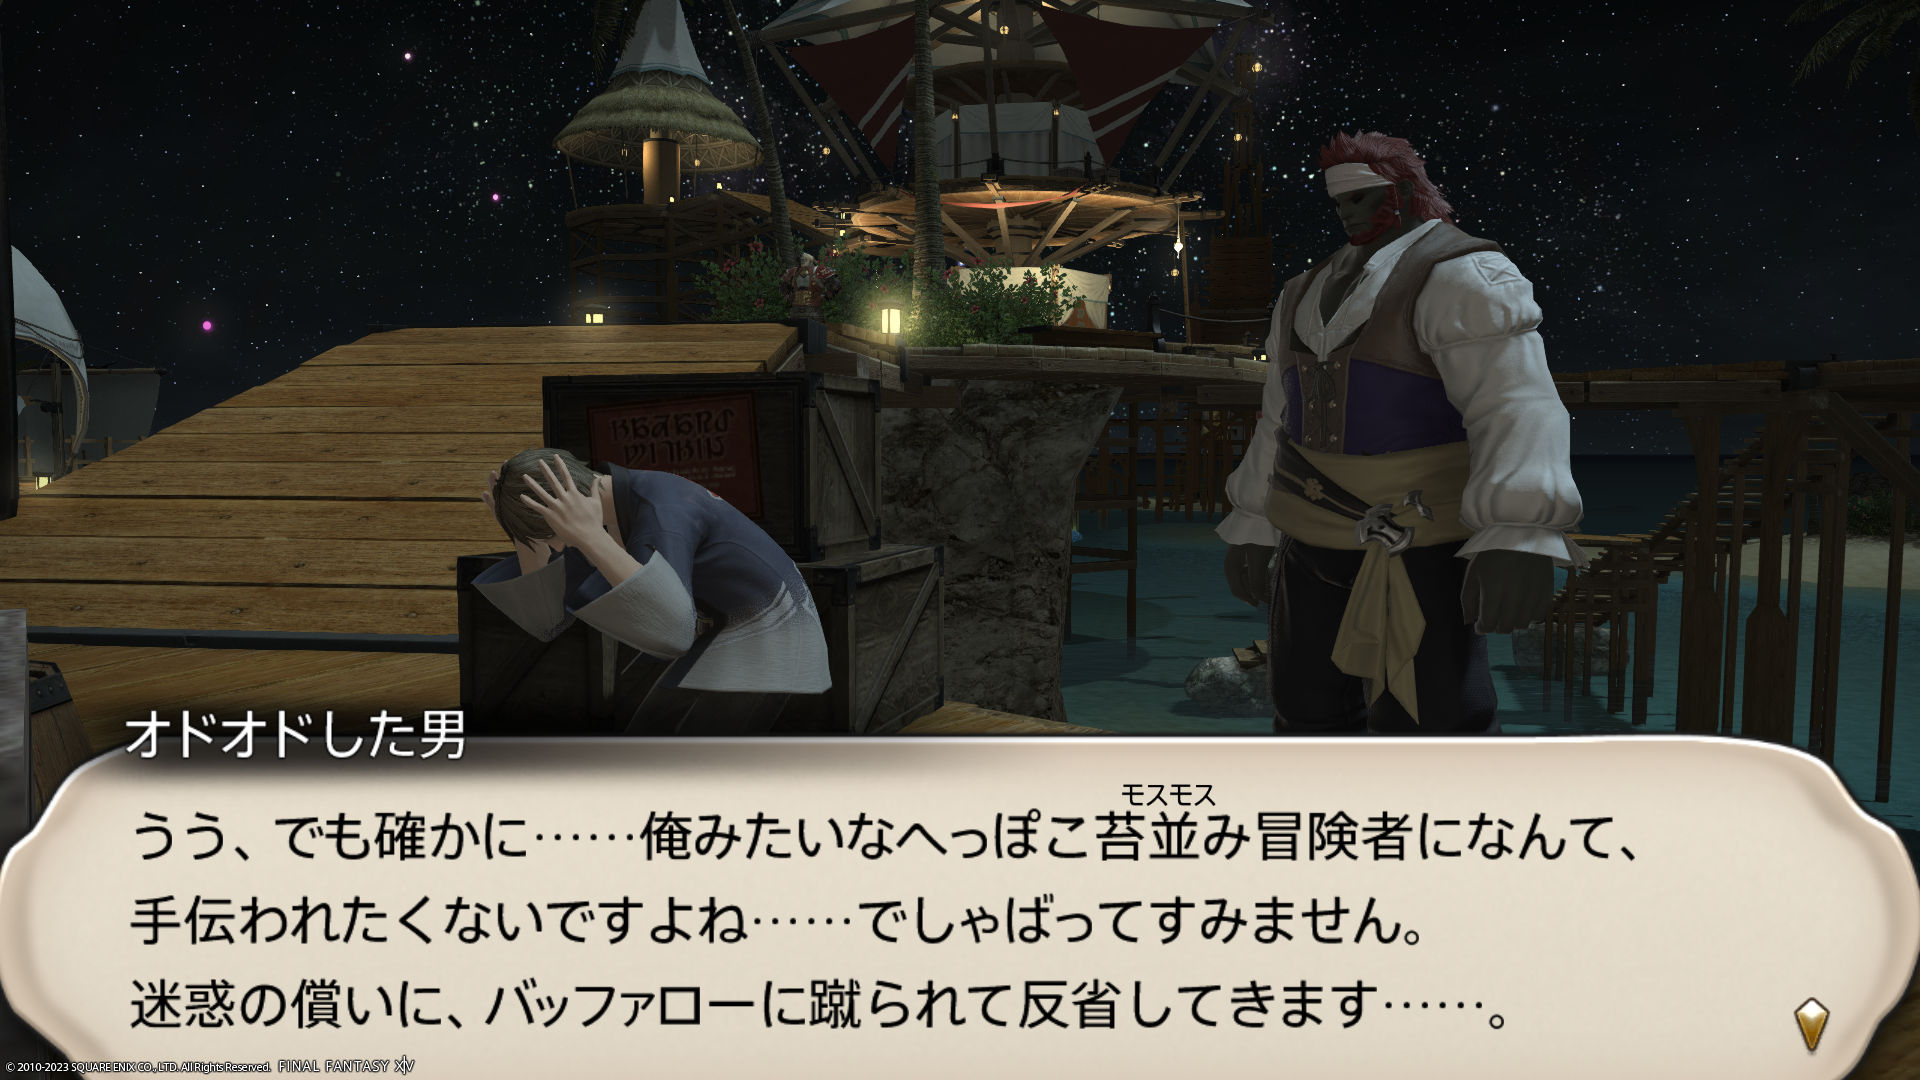 オドオドした男
モスモス
うう、でも確かに……俺みたいなへっぽこ苔並み冒険者になんて、
手伝われたくないですよね……でしゃばってすみません。
迷惑の償いに、バッファローに蹴られて反省してきます……。
© 2010-2023 SQUARE ENIX CO., LTD. All Rights Reserved. FINAL FANTASY XIV